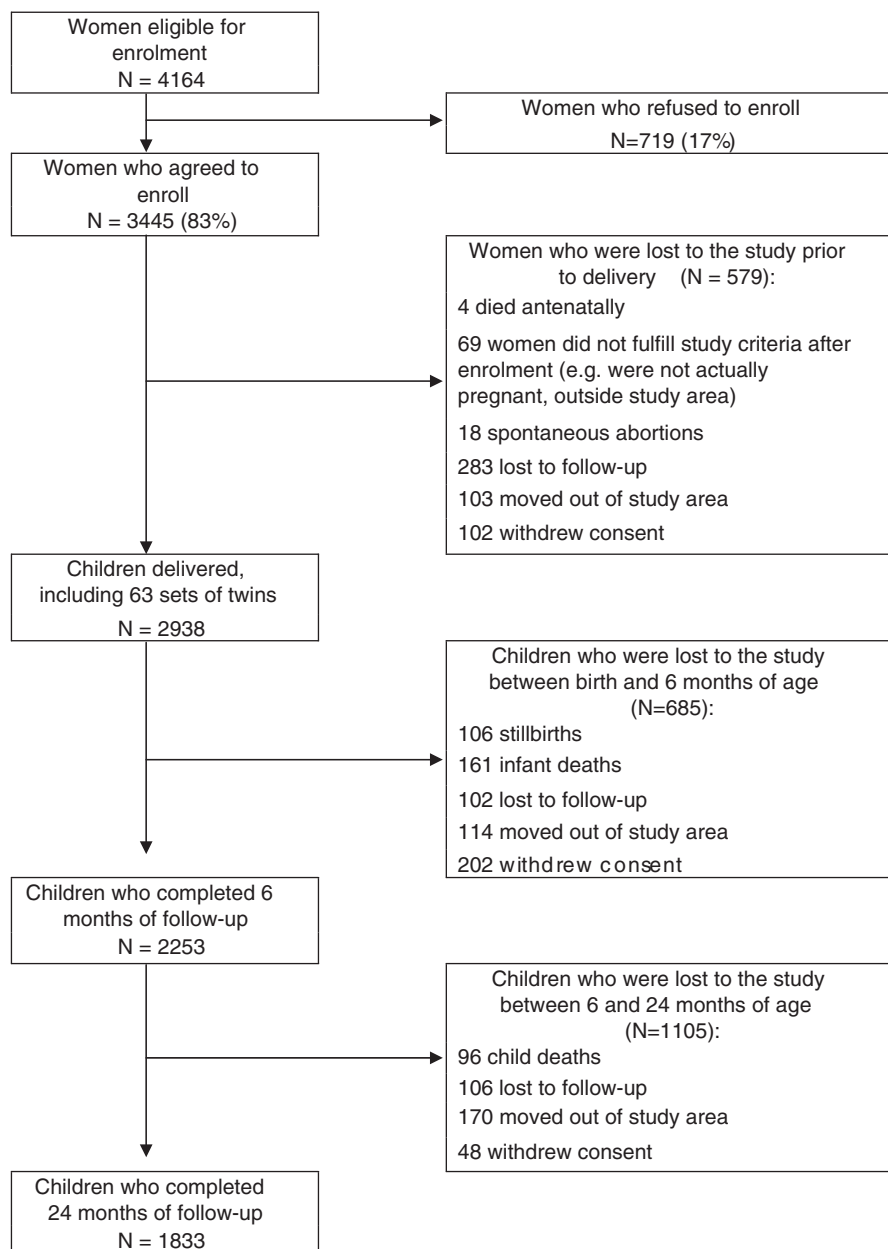 Women eligible for
enrolment
N = 4164
Women who refused to enroll
N=719 (17%)
Women who agreed to
enroll
N = 3445 (83%)
Women who were lost to the study prior
to delivery (N = 579):
4 died antenatally
69 women did not fulfill study criteria after
enrolment (e.g. were not actually
pregnant, outside study area)
18 spontaneous abortions
283 lost to follow-up
103 moved out of study area
102 withdrew consent
Children delivered,
including 63 sets of twins
N = 2938
Children who were lost to the study
between birth and 6 months of age
(N=685):
106 stillbirths
161 infant deaths
102 lost to follow-up
114 moved out of study area
202 withdrew consent
Children who completed 6
months of follow-up
N = 2253
Children who were lost to the study
between 6 and 24 months of age
(N=1105):
96 child deaths
106 lost to follow-up
170 moved out of study area
48 withdrew consent
Children who completed
24 months of follow-up
N = 1833